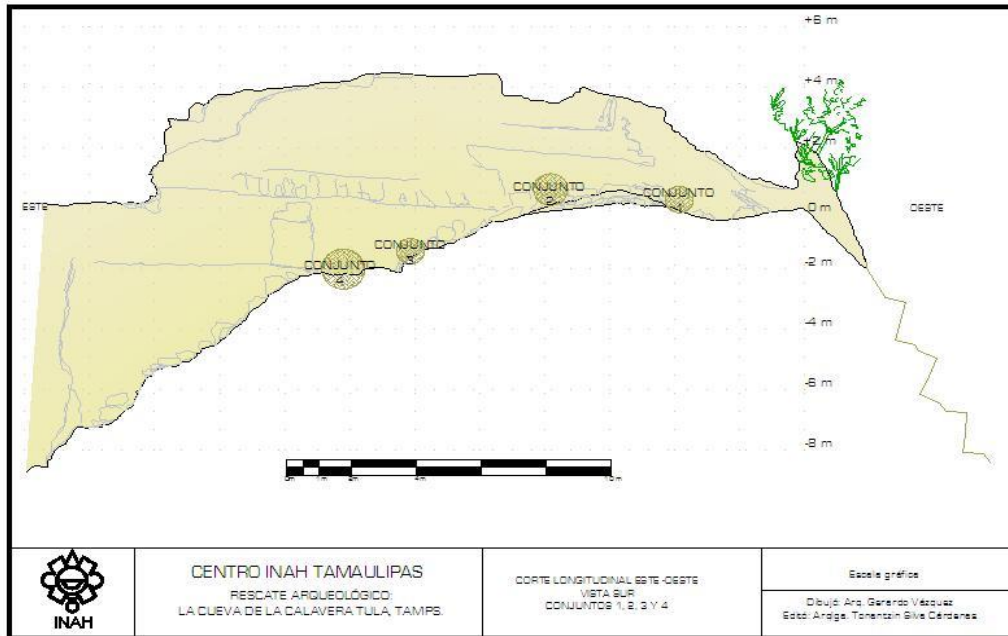 +6 m
+4 m
+2 m
ESTE
CONJUNTO
2
CONJUNTO
1
0 m
OESTE
CONJUNTO
3
CONJUNTO
4
-2 m
-4 m
-6 m
-8 m
0m 1m 2m 4m 10m
INAH
CENTRO INAH TAMAULIPAS
RESCATE ARQUEOLÓGICO:
LA CUEVA DE LA CALAVERA TULA, TAMPS.
CORTE LONGITUDINAL ESTE -OESTE
VISTA SUR
CONJUNTOS 1, 2, 3 Y 4
Escala gráfica
Dibujó: Arq. Gerardo Vázquez
Editó: Arqlga. Tonantzin Silva Cárdenas